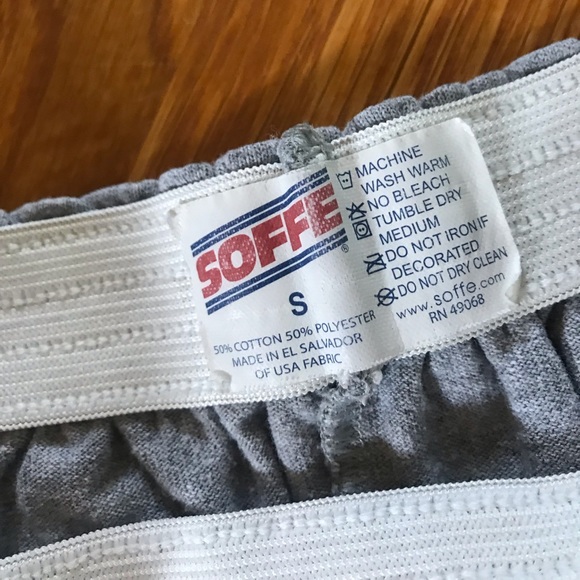 SOFFE
®
S
50% COTTON 50% POLYESTER
MADE IN EL SALVADOR
OF USA FABRIC
MACHINE
WASH WARM
NO BLEACH
TUMBLE DRY
MEDIUM
DO NOT IRON IF
DECORATED
DO NOT DRY CLEAN
www.soffe.com
RN 49068